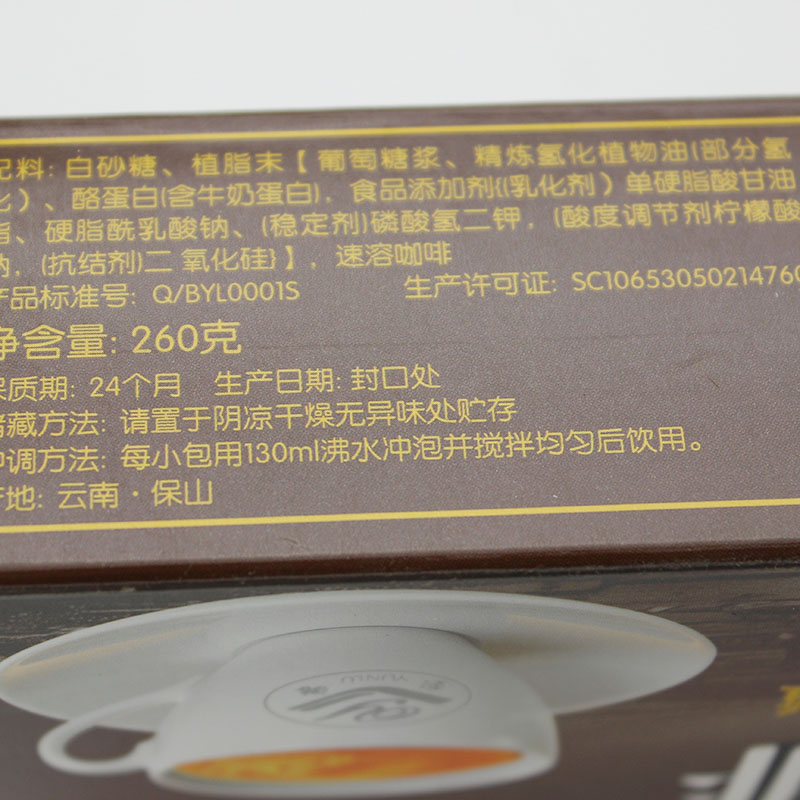 配料: 白砂糖、植脂末【葡萄糖浆、精炼氢化植物油(部分氢
化)、酪蛋白(含牛奶蛋白), 食品添加剂{(乳化剂）单硬脂酸甘油
脂、硬脂酰乳酸钠、(稳定剂)磷酸氢二钾, (酸度调节剂柠檬酸
钠, (抗结剂)二 氧化硅}】, 速溶咖啡
产品标准号: Q/BYL0001S 生产许可证: SC1065305021476
净含量: 260克
保质期: 24个月 生产日期: 封口处
储藏方法: 请置于阴凉干燥无异味处贮存
冲调方法: 每小包用130ml沸水冲泡并搅拌均匀后饮用。
产地: 云南·保山
YUNLU